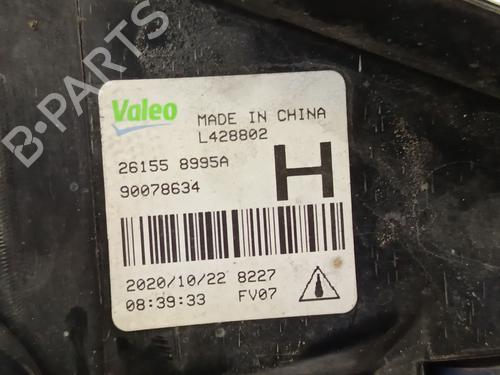 Valeo
MADE IN CHINA
L428802
26155 8995A
90078634
H
2020/10/22 8227
08:39:33 FV07
B-PARTS